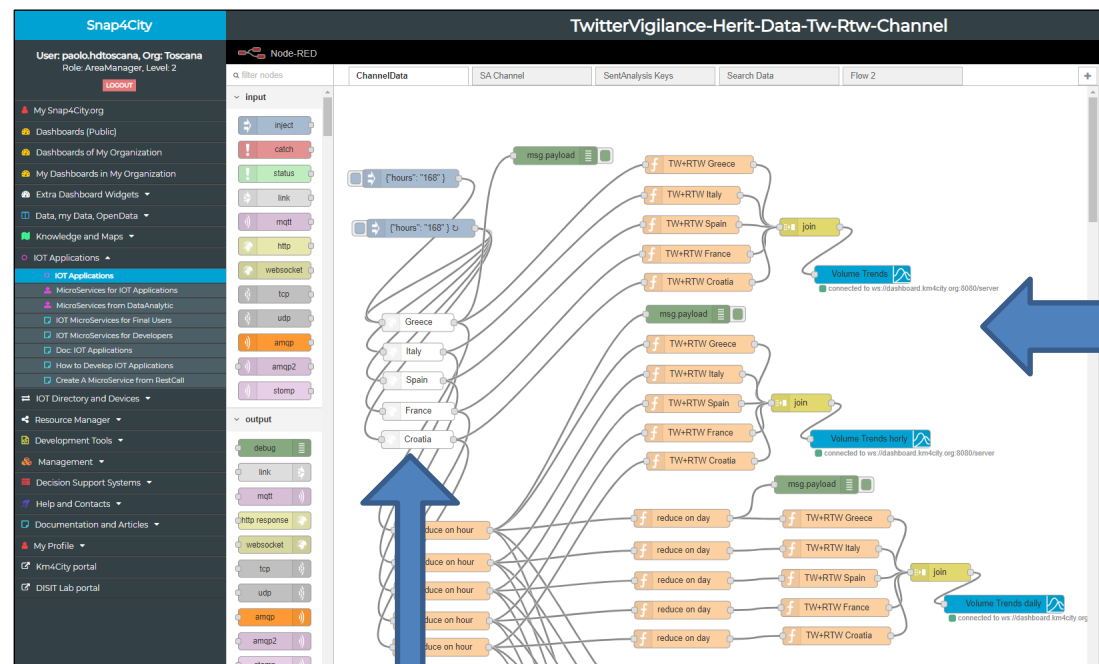 Snap4City
TwitterVigilance-Herit-Data-Tw-Rtw-Channel
User: paolo.hdtoscana, Org: Toscana
Role: AreaManager, Level: 2
LOGOUT
My Snap4City.org
Dashboards (Public)
Dashboards of My Organization
My Dashboards in My Organization
Extra Dashboard Widgets
Data, my Data, OpenData
Knowledge and Maps
IOT Applications
IOT Applications
MicroServices for IOT Applications
MicroServices from DataAnalytic
IOT MicroServices for Final Users
IOT MicroServices for Developers
Doc: IOT Applications
How to Develop IOT Applications
Create A MicroService from RestCall
IOT Directory and Devices
Resource Manager
Development Tools
Management
Decision Support Systems
Help and Contacts
Documentation and Articles
My Profile
Km4City portal
DISIT Lab portal
Node-RED
filter nodes
input
inject
catch
status
link
mqtt
http
websocket
tcp
udp
amqp
amqp2
stomp
output
debug
link
mqtt
http response
websocket
tcp
udp
amqp
amqp2
stomp
ChannelData
SA Channel
SentAnalysis Keys
Search Data
Flow 2
+
msg.payload
{"hours": "168" }
{"hours": "168" } ↻
Greece
Italy
Spain
France
Croatia
TW+RTW Greece
TW+RTW Italy
TW+RTW Spain
TW+RTW France
TW+RTW Croatia
join
Volume Trends
connected to ws://dashboard.km4city.org:8080/server
msg.payload
TW+RTW Greece
TW+RTW Italy
TW+RTW Spain
TW+RTW France
TW+RTW Croatia
join
Volume Trends horly
connected to ws://dashboard.km4city.org:8080/server
msg.payload
duce on hour
duce on hour
duce on hour
duce on hour
duce on hour
reduce on day
reduce on day
reduce on day
reduce on day
reduce on day
TW+RTW Greece
TW+RTW Italy
TW+RTW Spain
TW+RTW France
TW+RTW Croatia
join
Volume Trends daily
connected to ws://dashboard.km4city.org